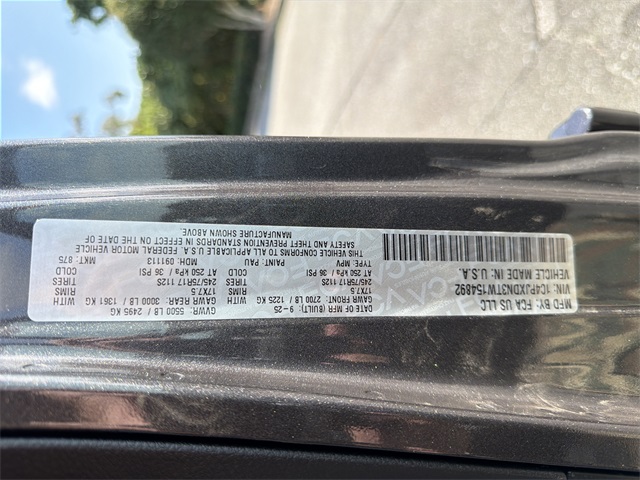 MFD BY: FCA US LLC
VIN: 1C4PJXDN3TW154892
VEHICLE MADE IN U.S.A.
DATE OF MFR (BUILT): 9-25
GVWR: 5500 LB 2495 KG
GAWR FRONT: 2700 LB 1225 KG WITH
GAWR REAR: 3000 LB 1361 KG WITH
17X7.5 RIMS
17X7.5 RIMS
245/75R17 112S TIRES
245/75R17 112S TIRES
AT 250 kPa / 36 PSI COLD
AT 250 kPa / 36 PSI COLD
TYPE: MPV PAINT: PAU MDH: 091113 MKT: 875
THIS VEHICLE CONFORMS TO ALL APPLICABLE U.S.A. FEDERAL MOTOR VEHICLE
SAFETY AND THEFT PREVENTION STANDARDS IN EFFECT ON THE DATE OF
MANUFACTURE SHOWN ABOVE